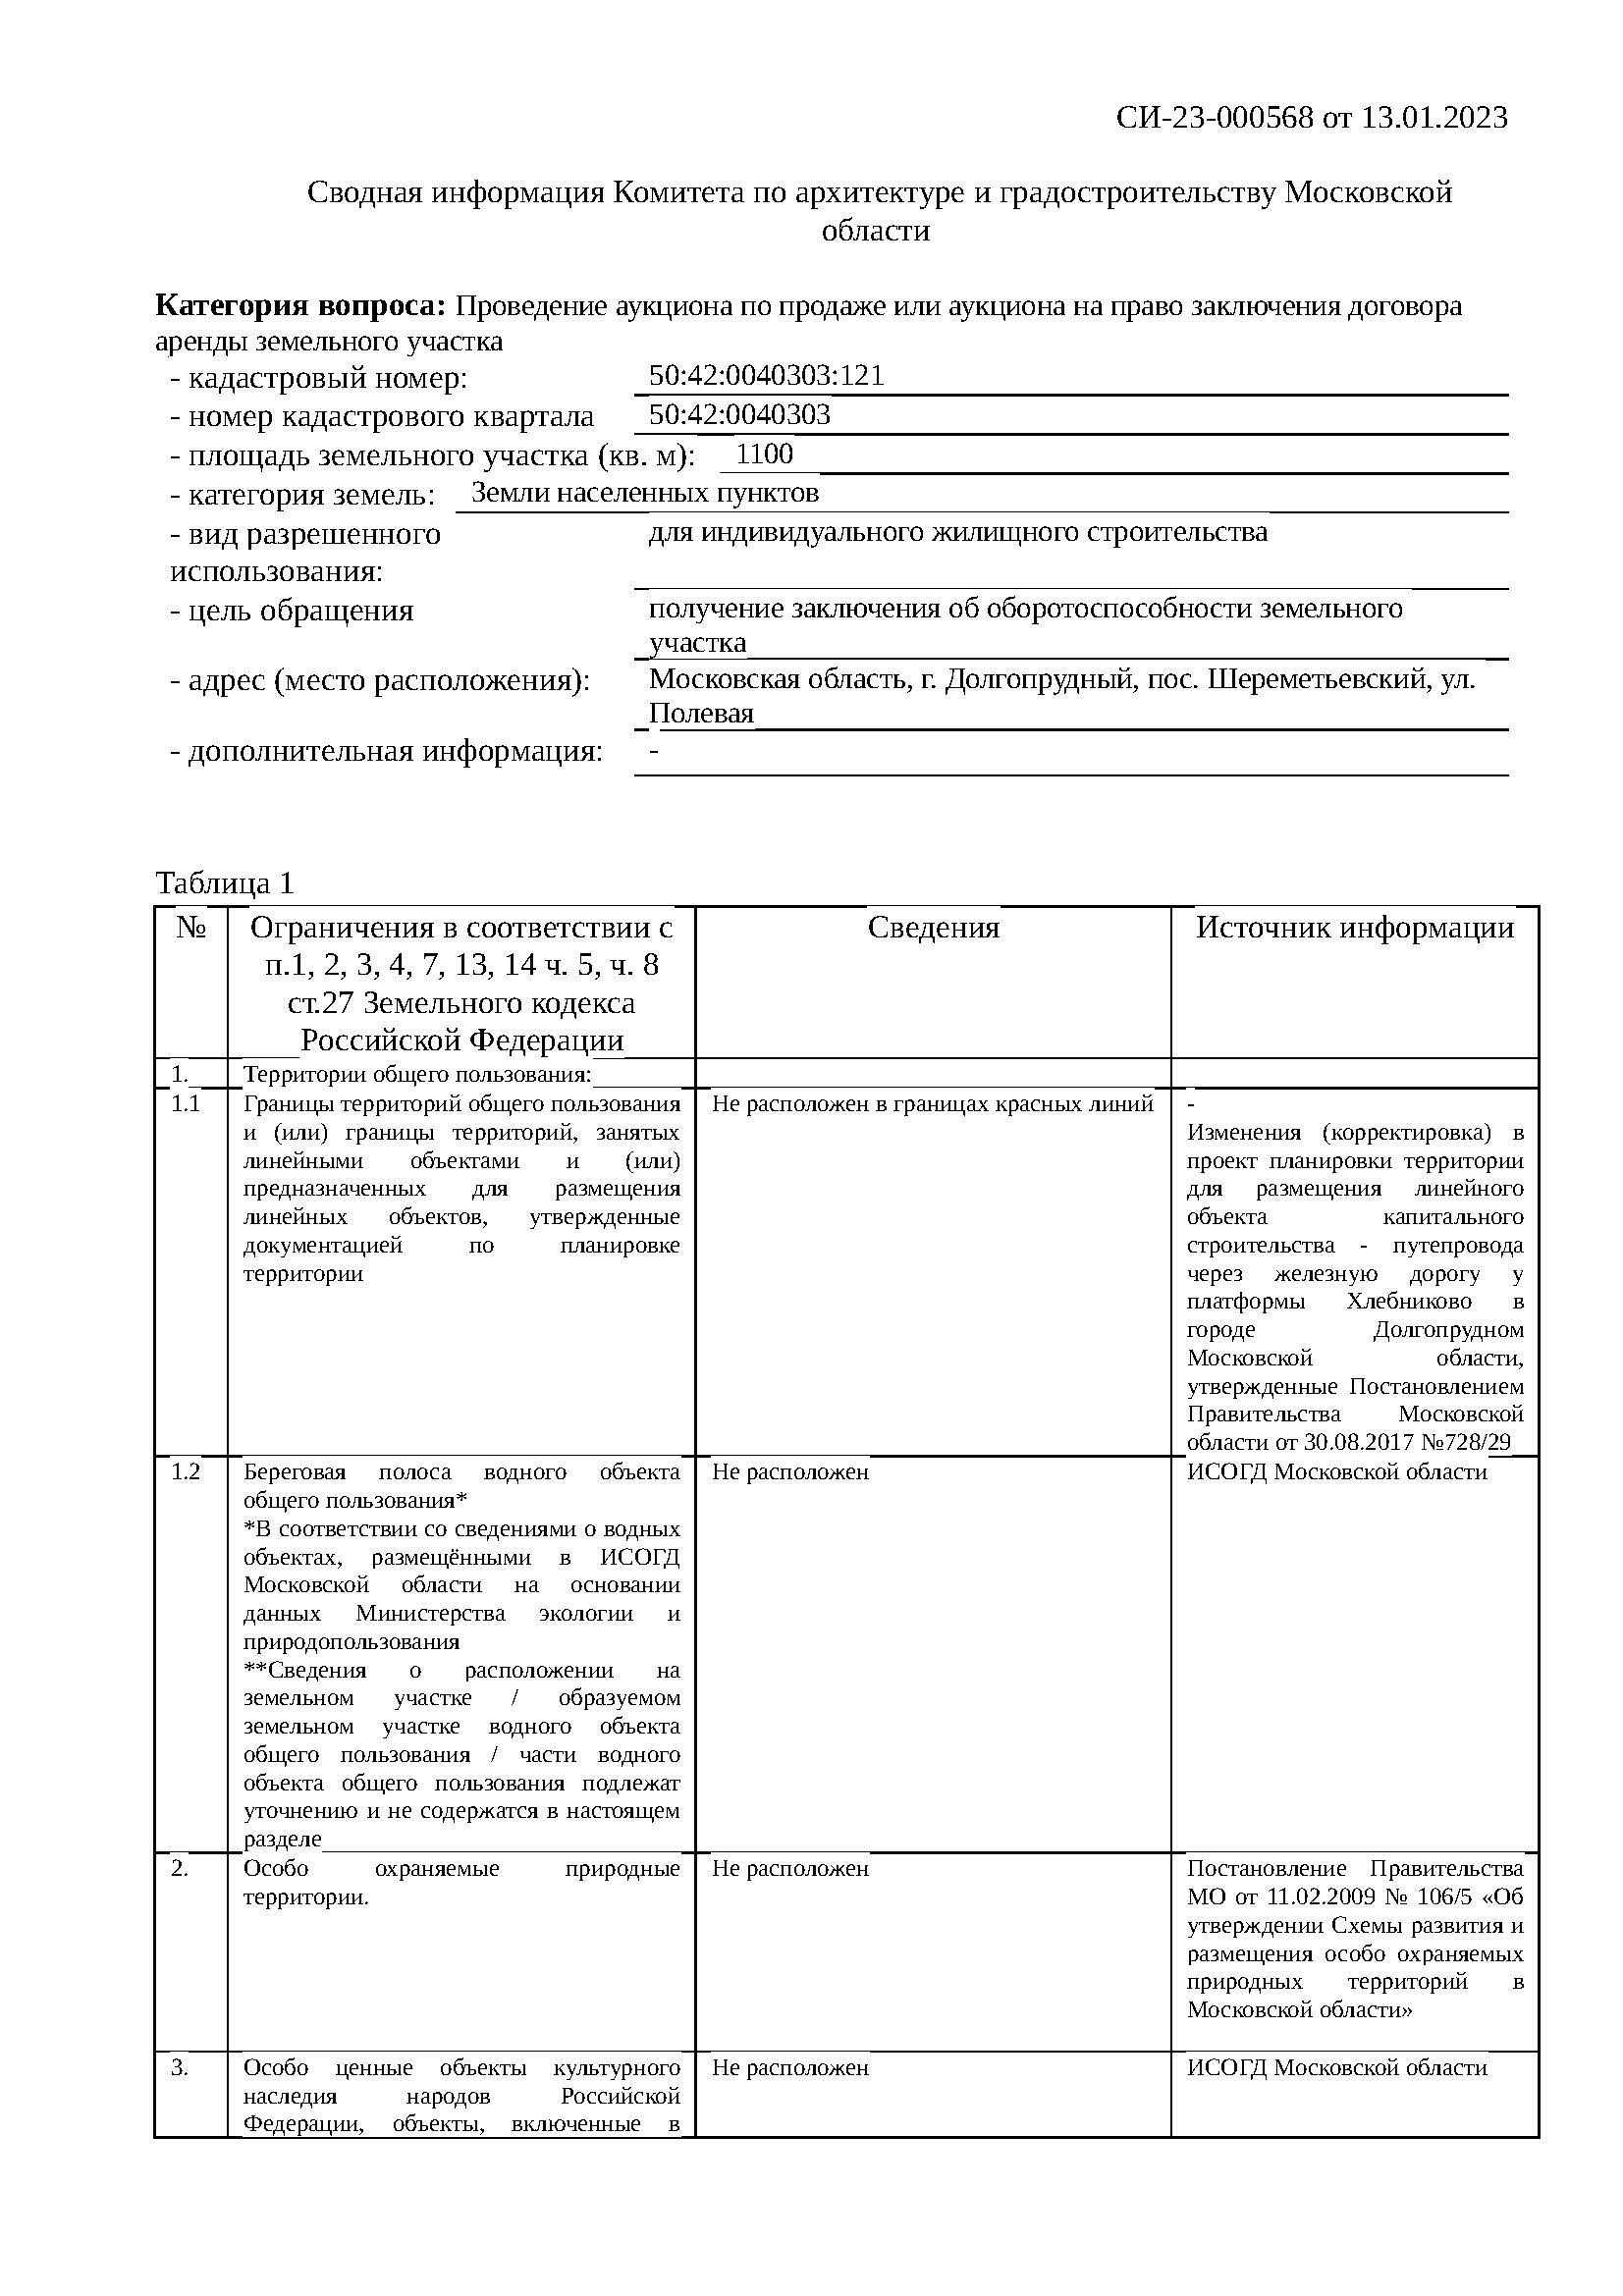 СИ-23-000568 от 13.01.2023
Сводная информация Комитета по архитектуре и градостроительству Московской
области
Категория вопроса: Проведение аукциона по продаже или аукциона на право заключения договора
аренды земельного участка
- кадастровый номер: 50:42:0040303:121
- номер кадастрового квартала 50:42:0040303
- площадь земельного участка (кв. м): 1100
- категория земель: Земли населенных пунктов
- вид разрешенного
использования:
для индивидуального жилищного строительства
- цель обращения
получение заключения об оборотоспособности земельного
участка
- адрес (место расположения):
Московская область, г. Долгопрудный, пос. Шереметьевский, ул.
Полевая
- дополнительная информация: -
Таблица 1
№
Ограничения в соответствии с
п.1, 2, 3, 4, 7, 13, 14 ч. 5, ч. 8
ст.27 Земельного кодекса
Российской Федерации
Сведения
Источник информации
1.
Территории общего пользования:
1.1
Границы территорий общего пользования
и (или) границы территорий, занятых
линейными объектами и (или)
предназначенных для размещения
линейных объектов, утвержденные
документацией по планировке
территории
Не расположен в границах красных линий
-
Изменения (корректировка) в
проект планировки территории
для размещения линейного
объекта капитального
строительства - путепровода
через железную дорогу у
платформы Хлебниково в
городе Долгопрудном
Московской области,
утвержденные Постановлением
Правительства Московской
области от 30.08.2017 №728/29
1.2
Береговая полоса водного объекта
общего пользования*
*В соответствии со сведениями о водных
объектах, размещёнными в ИСОГД
Московской области на основании
данных Министерства экологии и
природопользования
**Сведения о расположении на
земельном участке / образуемом
земельном участке водного объекта
общего пользования / части водного
объекта общего пользования подлежат
уточнению и не содержатся в настоящем
разделе
Не расположен
ИСОГД Московской области
2.
Особо охраняемые природные
территории.
Не расположен
Постановление Правительства
МО от 11.02.2009 № 106/5 «Об
утверждении Схемы развития и
размещения особо охраняемых
природных территорий в
Московской области»
3.
Особо ценные объекты культурного
наследия народов Российской
Федерации, объекты, включенные в
Не расположен
ИСОГД Московской области